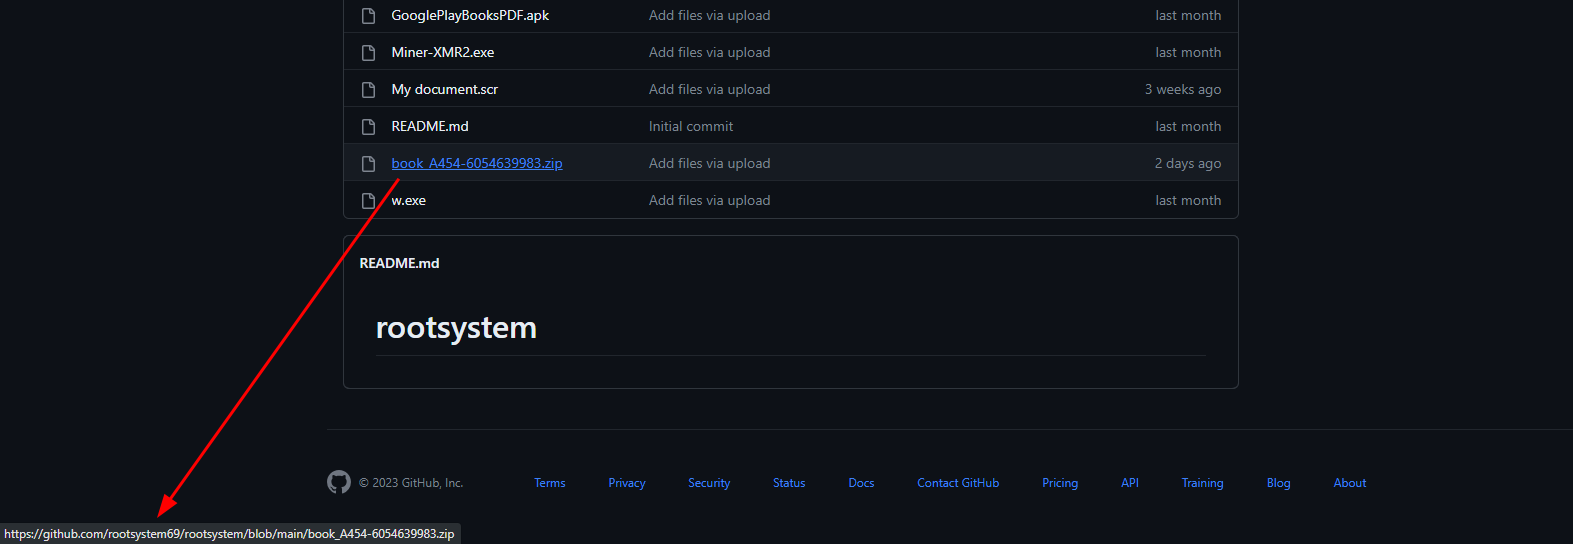 GooglePlayBooksPDF.apk Add files via upload last month
Miner-XMR2.exe Add files via upload last month
My document.scr Add files via upload 3 weeks ago
README.md Initial commit last month
book_A454-6054639983.zip Add files via upload 2 days ago
w.exe Add files via upload last month
README.md
rootsystem
© 2023 GitHub, Inc. Terms Privacy Security Status Docs Contact GitHub Pricing API Training Blog About
https://github.com/rootsystem69/rootsystem/blob/main/book_A454-6054639983.zip